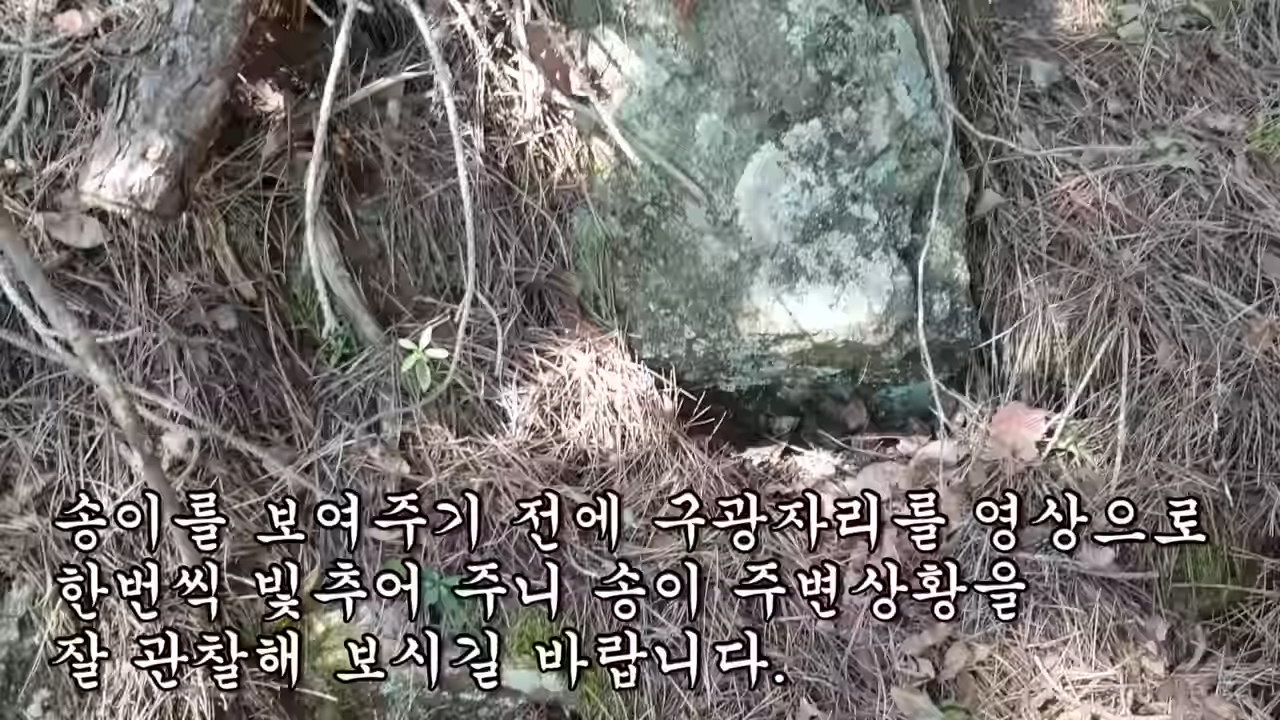 송이를 보여주기 전에 구광자리를 영상으로
한번씩 빛추어 주니 송이 주변상황을
잘 관찰해 보시길 바랍니다.